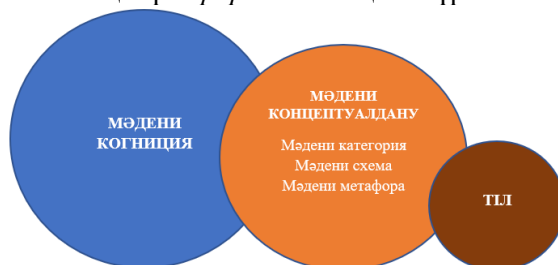 МӘДЕНИ
КОГНИЦИЯ
МӘДЕНИ
КОНЦЕПТУАЛДАНУ
Мәдени категория
Мәдени схема
Мәдени метафора
ТІЛ